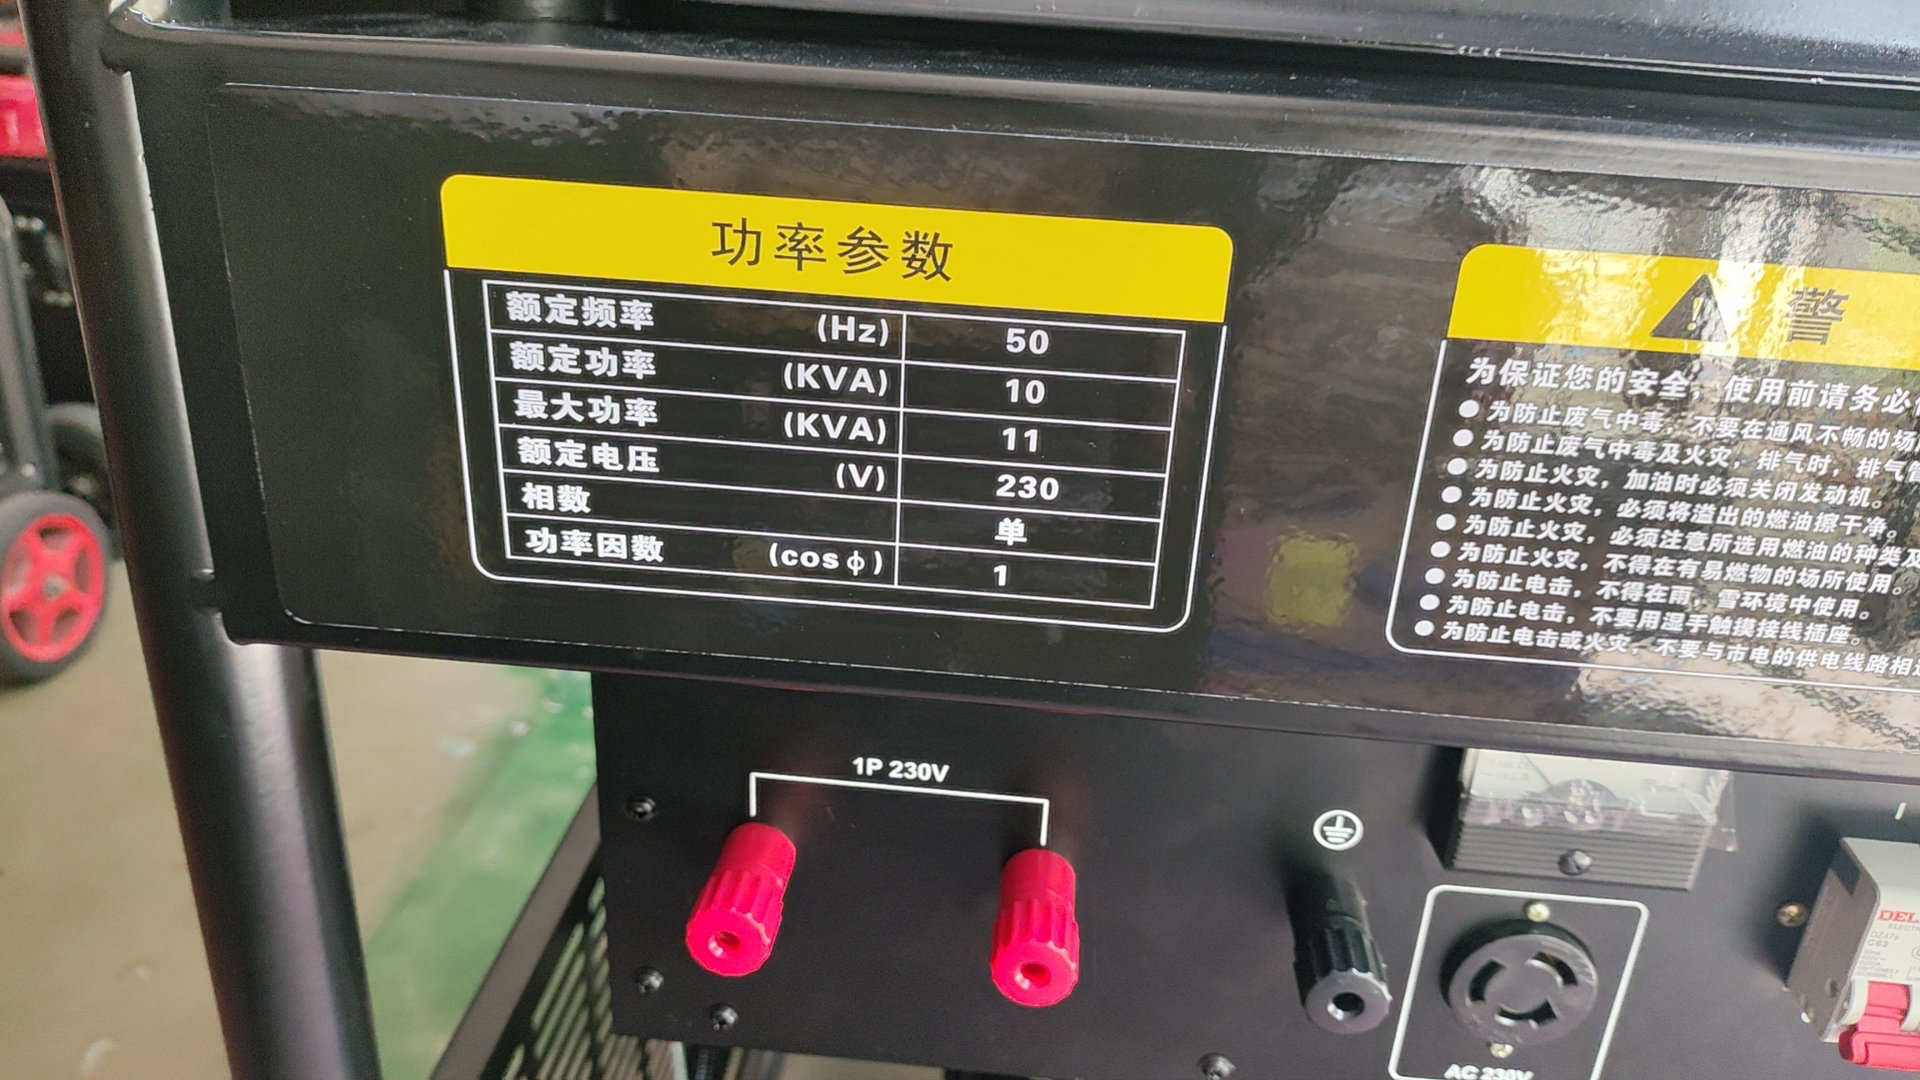 功率参数
额定频率 (Hz) 50
额定功率 (KVA) 10
最大功率 (KVA) 11
额定电压 (V) 230
相数 单
功率因数 (cosφ) 1
警
为保证您的安全，使用前请务必
为防止废气中毒，不要在通风不畅的场
为防止废气中毒及火灾，排气时，排气管
为防止火灾，加油时必须关闭发动机。
为防止火灾，必须将溢出的燃油擦干净。
为防止火灾，必须注意所选用燃油的种类及
为防止火灾，不得在有易燃物的场所使用。
为防止电击，不得在雨，雪环境中使用。
为防止电击，不要用湿手触摸接线插座。
为防止电击或火灾，不要与市电的供电线路相
1P 230V
AC 230V
DEL
DZ47s
C63